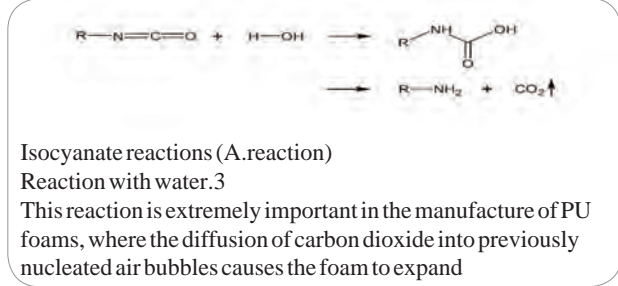 R—N=C=O + H—OH → R NH OH O
→ R—NH₂ + CO₂↑
Isocyanate reactions (A.reaction)
Reaction with water.3
This reaction is extremely important in the manufacture of PU
foams, where the diffusion of carbon dioxide into previously
nucleated air bubbles causes the foam to expand